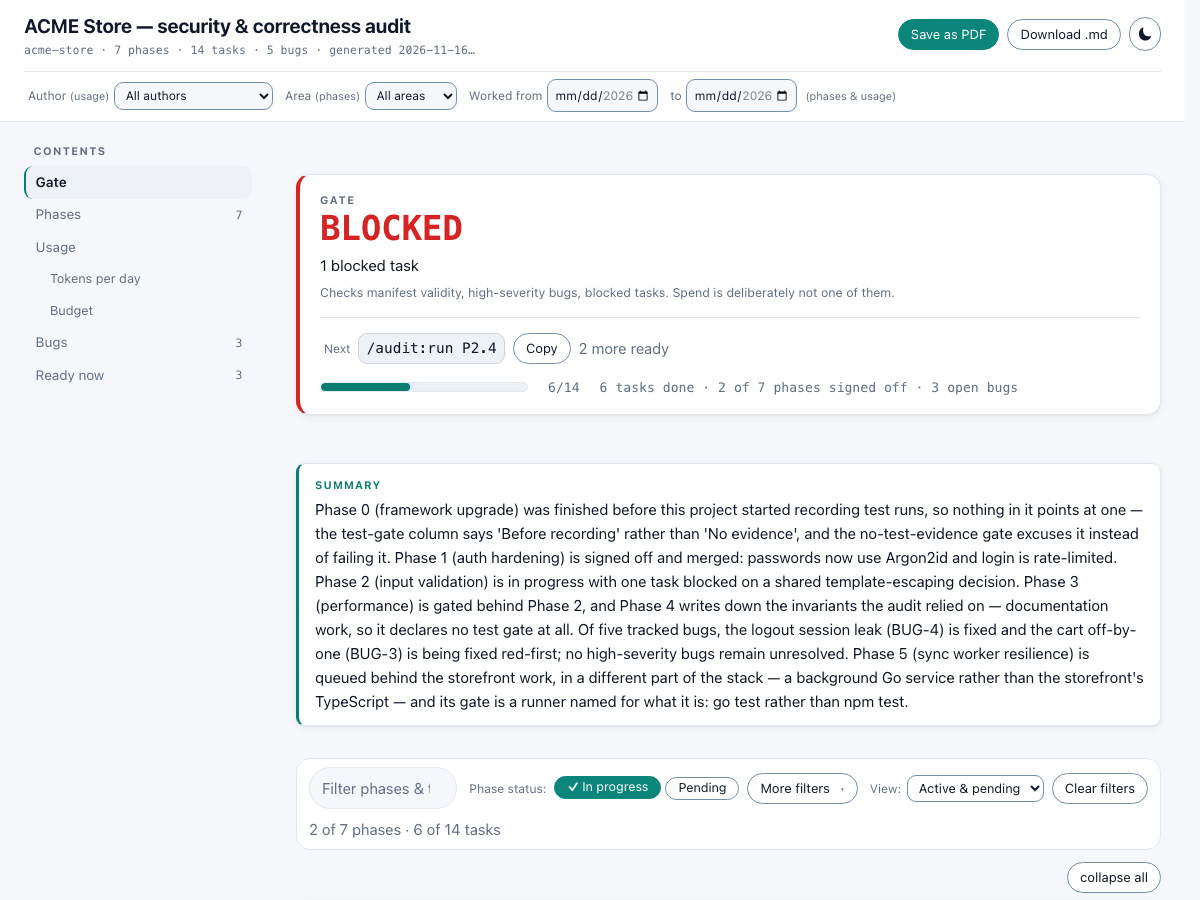 ACME Store — security & correctness audit
acme-store · 7 phases · 14 tasks · 5 bugs · generated 2026-11-16…
Save as PDF
Download .md
Author (usage)
All authors
Area (phases)
All areas
Worked from
mm/dd/2026
to
mm/dd/2026
(phases & usage)
CONTENTS
Gate
Phases 7
Usage
Tokens per day
Budget
Bugs 3
Ready now 3
GATE
BLOCKED
1 blocked task
Checks manifest validity, high-severity bugs, blocked tasks. Spend is deliberately not one of them.
Next /audit:run P2.4 Copy 2 more ready
6/14 6 tasks done · 2 of 7 phases signed off · 3 open bugs
SUMMARY
Phase 0 (framework upgrade) was finished before this project started recording test runs, so nothing in it points at one —
the test-gate column says 'Before recording' rather than 'No evidence', and the no-test-evidence gate excuses it instead
of failing it. Phase 1 (auth hardening) is signed off and merged: passwords now use Argon2id and login is rate-limited.
Phase 2 (input validation) is in progress with one task blocked on a shared template-escaping decision. Phase 3
(performance) is gated behind Phase 2, and Phase 4 writes down the invariants the audit relied on — documentation
work, so it declares no test gate at all. Of five tracked bugs, the logout session leak (BUG-4) is fixed and the cart off-by-
one (BUG-3) is being fixed red-first; no high-severity bugs remain unresolved. Phase 5 (sync worker resilience) is
queued behind the storefront work, in a different part of the stack — a background Go service rather than the storefront's
TypeScript — and its gate is a runner named for what it is: go test rather than npm test.
Filter phases &
Phase status:
✓ In progress
Pending
More filters ·
View:
Active & pending
Clear filters
2 of 7 phases · 6 of 14 tasks
collapse all